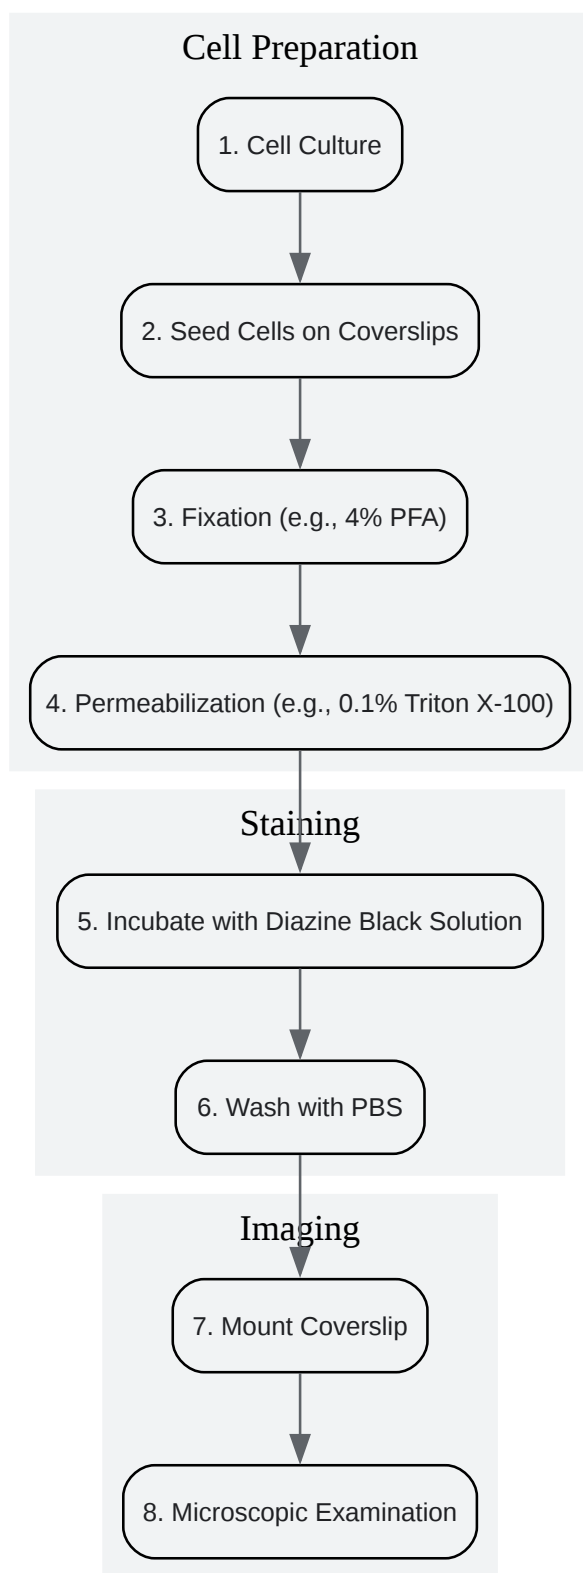 Cell Preparation
1. Cell Culture
2. Seed Cells on Coverslips
3. Fixation (e.g., 4% PFA)
4. Permeabilization (e.g., 0.1% Triton X-100)
Staining
5. Incubate with Diazine Black Solution
6. Wash with PBS
Imaging
7. Mount Coverslip
8. Microscopic Examination